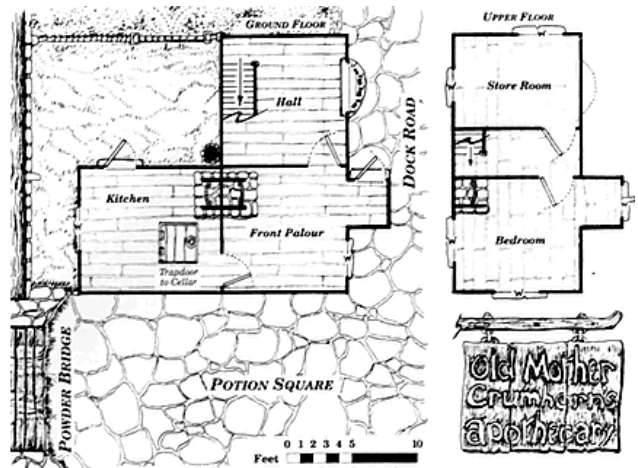 GROUND FLOOR
Hall
Kitchen
Front Palour
Trapdoor
to Cellar
DOCK ROAD
POWDER BRIDGE
POTION SQUARE
Feet 0 1 2 3 4 5 10
UPPER FLOOR
Store Room
Bedroom
W
W
W
W
W
W
W
Old Mother
Crumhorn's
apothecary